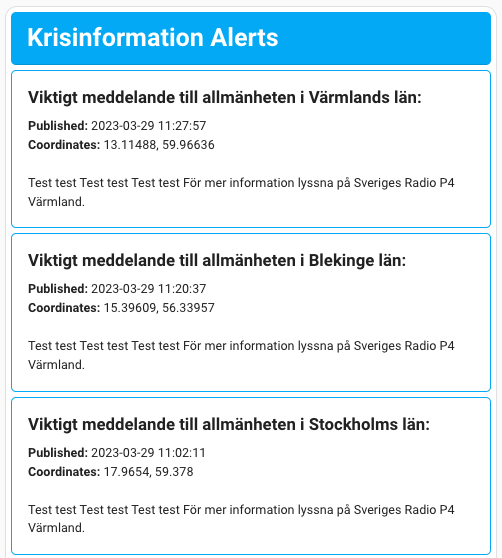 Krisinformation Alerts
Viktigt meddelande till allmänheten i Värmlands län:
Published: 2023-03-29 11:27:57
Coordinates: 13.11488, 59.96636
Test test Test test Test test För mer information lyssna på Sveriges Radio P4
Värmland.
Viktigt meddelande till allmänheten i Blekinge län:
Published: 2023-03-29 11:20:37
Coordinates: 15.39609, 56.33957
Test test Test test Test test För mer information lyssna på Sveriges Radio P4
Värmland.
Viktigt meddelande till allmänheten i Stockholms län:
Published: 2023-03-29 11:02:11
Coordinates: 17.9654, 59.378
Test test Test test Test test För mer information lyssna på Sveriges Radio P4
Värmland.